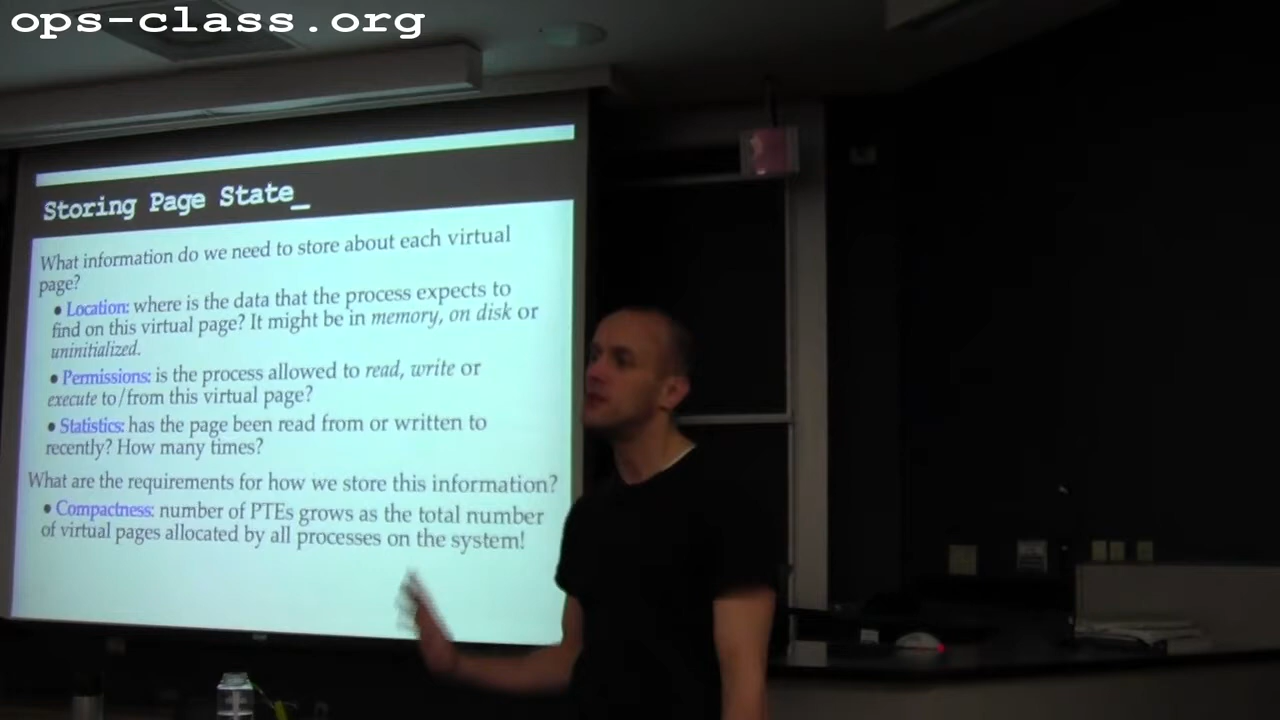 ops-class.org
Storing Page State_
What information do we need to store about each virtual
page?
• Location: where is the data that the process expects to
find on this virtual page? It might be in memory, on disk or
uninitialized.
• Permissions: is the process allowed to read, write or
execute to/from this virtual page?
• Statistics: has the page been read from or written to
recently? How many times?
What are the requirements for how we store this information?
• Compactness: number of PTEs grows as the total number
of virtual pages allocated by all processes on the system!